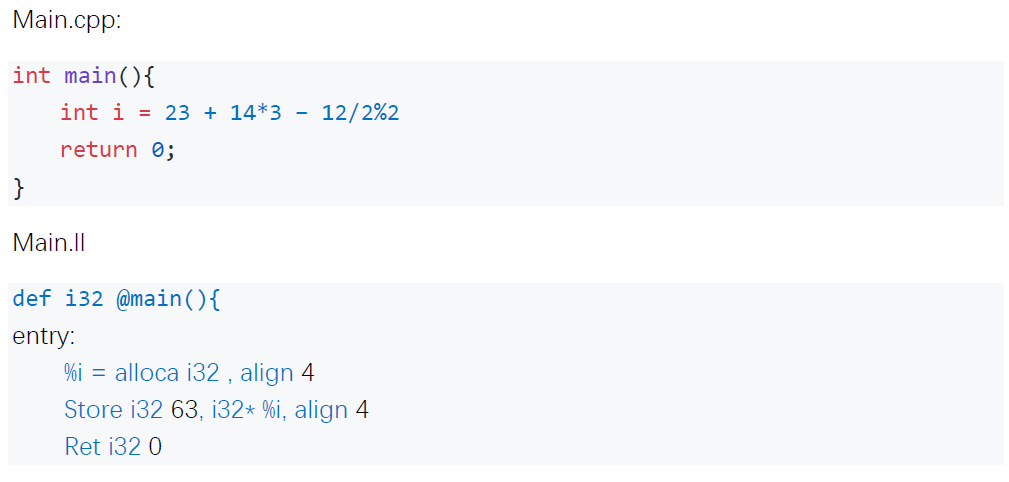 Main.cpp:
int main(){
int i = 23 + 14*3 – 12/2%2
return 0;
}
Main.ll
def i32 @main(){
entry:
%i = alloca i32 , align 4
Store i32 63, i32* %i, align 4
Ret i32 0